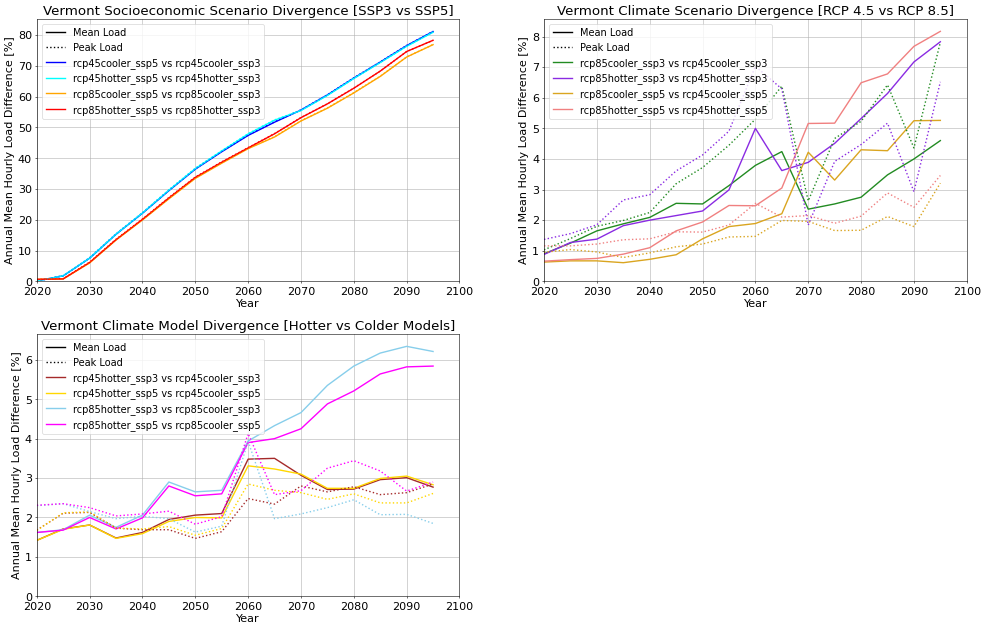 Vermont Socioeconomic Scenario Divergence [SSP3 vs SSP5]
Annual Mean Hourly Load Difference [%]
80
70
60
50
40
30
20
10
0
Mean Load
Peak Load
rcp45cooler_ssp5 vs rcp45cooler_ssp3
rcp45hotter_ssp5 vs rcp45hotter_ssp3
rcp85cooler_ssp5 vs rcp85cooler_ssp3
rcp85hotter_ssp5 vs rcp85hotter_ssp3
2020 2030 2040 2050 2060 2070 2080 2090 2100
Year
Vermont Climate Scenario Divergence [RCP 4.5 vs RCP 8.5]
Annual Mean Hourly Load Difference [%]
8
7
6
5
4
3
2
1
0
Mean Load
Peak Load
rcp85cooler_ssp3 vs rcp45cooler_ssp3
rcp85hotter_ssp3 vs rcp45hotter_ssp3
rcp85cooler_ssp5 vs rcp45cooler_ssp5
rcp85hotter_ssp5 vs rcp45hotter_ssp5
2020 2030 2040 2050 2060 2070 2080 2090 2100
Year
Vermont Climate Model Divergence [Hotter vs Colder Models]
Annual Mean Hourly Load Difference [%]
6
5
4
3
2
1
0
Mean Load
Peak Load
rcp45hotter_ssp3 vs rcp45cooler_ssp3
rcp45hotter_ssp5 vs rcp45cooler_ssp5
rcp85hotter_ssp3 vs rcp85cooler_ssp3
rcp85hotter_ssp5 vs rcp85cooler_ssp5
2020 2030 2040 2050 2060 2070 2080 2090 2100
Year